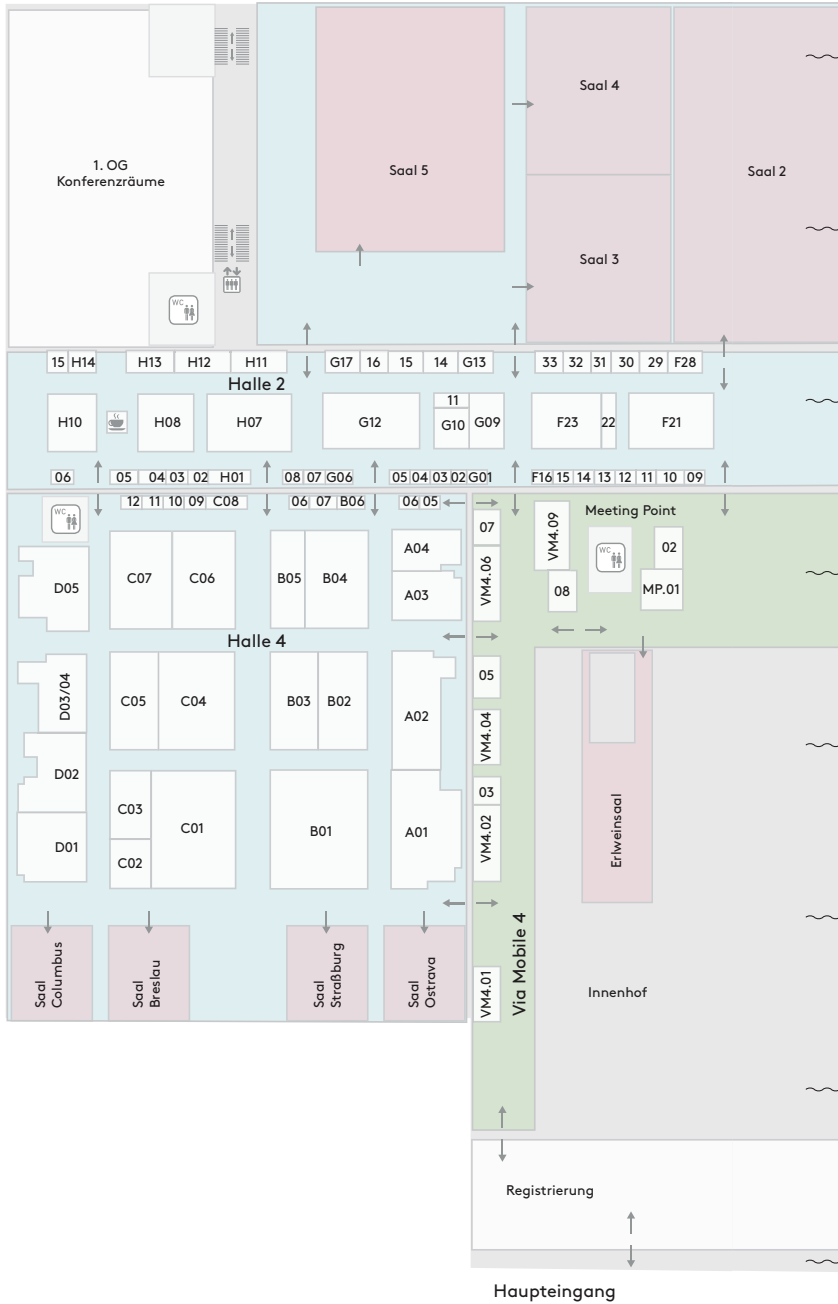 1. OG
Konferenzräume
Saal 5
Saal 4
Saal 3
Saal 2
WC
15 H14 H13 H12 H11 G17 16 15 14 G13 33 32 31 30 29 F28
Halle 2
H10 H08 H07 G12 11 G10 G09 F23 22 F21
06 05 04 03 02 H01 08 07 G06 05 04 03 02 G01 F16 15 14 13 12 11 10 09
12 11 10 09 C08 06 07 B06 06 05
WC
07
VM4.09
Meeting Point
WC
02
MP.01
08
D05 C07 C06 B05 B04 A04
A03
VM4.06
Halle 4
D03/04 C05 C04 B03 B02 A02
05
VM4.04
D02
C03
C01
B01
A01
03
VM4.02
D01
C02
Erlweinsaal
Saal
Columbus
Saal
Breslau
Saal
Straßburg
Saal
Ostrava
VM4.01
Via Mobile 4
Innenhof
Registrierung
Haupteingang